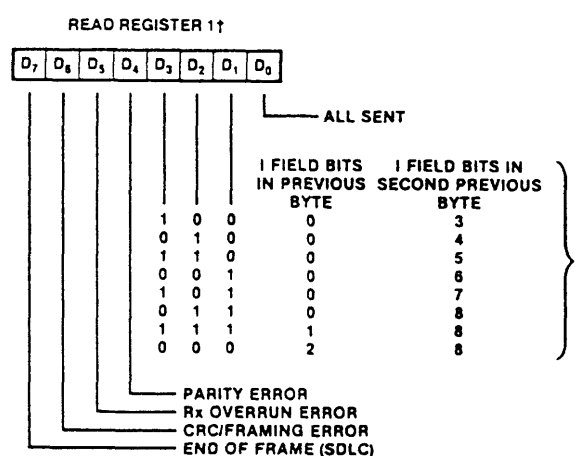 READ REGISTER 1†
D7 D6 D5 D4 D3 D2 D1 D0
ALL SENT
I FIELD BITS I FIELD BITS IN
IN PREVIOUS SECOND PREVIOUS
BYTE BYTE
1 0 0 0 3
0 1 0 0 4
1 1 0 0 5
0 0 1 0 6
1 0 1 0 7
0 1 1 0 8
1 1 1 1 8
0 0 0 2 8
PARITY ERROR
Rx OVERRUN ERROR
CRC/FRAMING ERROR
END OF FRAME (SDLC)